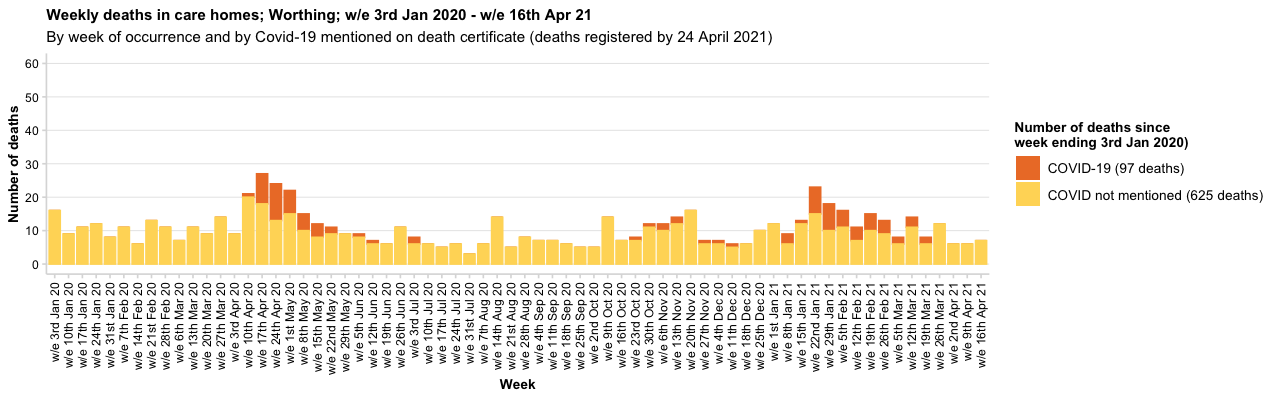 Weekly deaths in care homes; Worthing; w/e 3rd Jan 2020 - w/e 16th Apr 21
By week of occurrence and by Covid-19 mentioned on death certificate (deaths registered by 24 April 2021)
Number of deaths
60
50
40
30
20
10
0
w/e 3rd Jan 20
w/e 10th Jan 20
w/e 17th Jan 20
w/e 24th Jan 20
w/e 31st Jan 20
w/e 7th Feb 20
w/e 14th Feb 20
w/e 21st Feb 20
w/e 28th Feb 20
w/e 6th Mar 20
w/e 13th Mar 20
w/e 20th Mar 20
w/e 27th Mar 20
w/e 3rd Apr 20
w/e 10th Apr 20
w/e 17th Apr 20
w/e 24th Apr 20
w/e 1st May 20
w/e 8th May 20
w/e 15th May 20
w/e 22nd May 20
w/e 29th May 20
w/e 5th Jun 20
w/e 12th Jun 20
w/e 19th Jun 20
w/e 26th Jun 20
w/e 3rd Jul 20
w/e 10th Jul 20
w/e 17th Jul 20
w/e 24th Jul 20
w/e 31st Jul 20
w/e 7th Aug 20
w/e 14th Aug 20
w/e 21st Aug 20
w/e 28th Aug 20
w/e 4th Sep 20
w/e 11th Sep 20
w/e 18th Sep 20
w/e 25th Sep 20
w/e 2nd Oct 20
w/e 9th Oct 20
w/e 16th Oct 20
w/e 23rd Oct 20
w/e 30th Oct 20
w/e 6th Nov 20
w/e 13th Nov 20
w/e 20th Nov 20
w/e 27th Nov 20
w/e 4th Dec 20
w/e 11th Dec 20
w/e 18th Dec 20
w/e 25th Dec 20
w/e 1st Jan 21
w/e 8th Jan 21
w/e 15th Jan 21
w/e 22nd Jan 21
w/e 29th Jan 21
w/e 5th Feb 21
w/e 12th Feb 21
w/e 19th Feb 21
w/e 26th Feb 21
w/e 5th Mar 21
w/e 12th Mar 21
w/e 19th Mar 21
w/e 26th Mar 21
w/e 2nd Apr 21
w/e 9th Apr 21
w/e 16th Apr 21
Week
Number of deaths since
week ending 3rd Jan 2020)
COVID-19 (97 deaths)
COVID not mentioned (625 deaths)